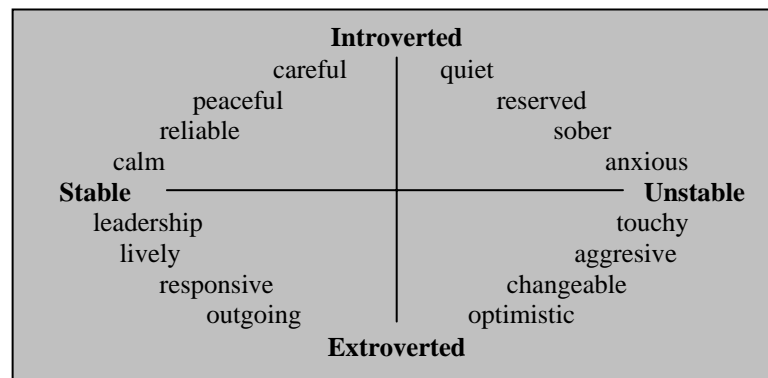 Introverted
careful quiet
peaceful reserved
reliable sober
calm anxious
Stable Unstable
leadership touchy
lively aggresive
responsive changeable
outgoing optimistic
Extroverted